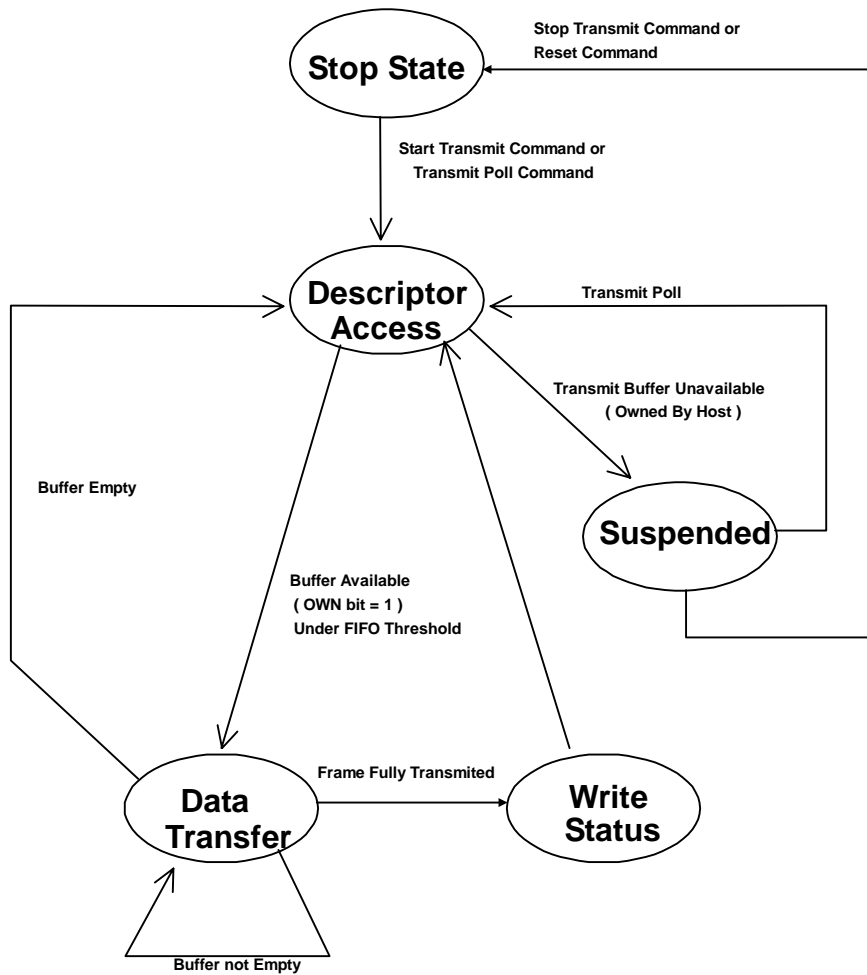 Stop Transmit Command or
Reset Command
Stop State
Start Transmit Command or
Transmit Poll Command
Descriptor
Access
Transmit Poll
Transmit Buffer Unavailable
( Owned By Host )
Buffer Empty
Suspended
Buffer Available
( OWN bit = 1 )
Under FIFO Threshold
Frame Fully Transmited
Data
Transfer
Write
Status
Buffer not Empty